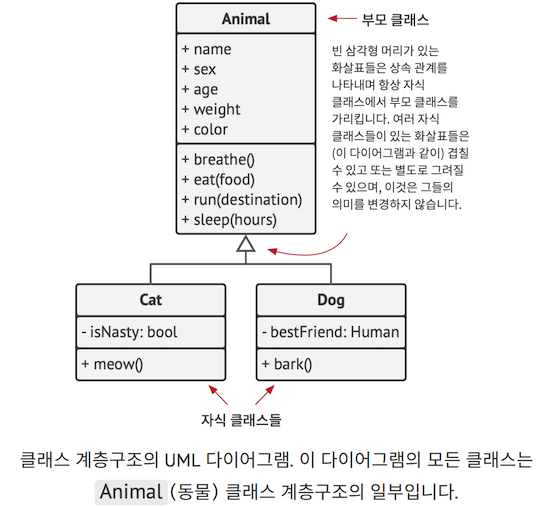 Animal
+ name
+ sex
+ age
+ weight
+ color
+ breathe()
+ eat(food)
+ run(destination)
+ sleep(hours)
부모 클래스
빈 삼각형 머리가 있는
화살표들은 상속 관계를
나타내며 항상 자식
클래스에서 부모 클래스를
가리킵니다. 여러 자식
클래스들이 있는 화살표들은
(이 다이어그램과 같이) 겹칠
수 있고 또는 별도로 그려질
수 있으며, 이것은 그들의
의미를 변경하지 않습니다.
Cat
- isNasty: bool
+ meow()
Dog
- bestFriend: Human
+ bark()
자식 클래스들
클래스 계층구조의 UML 다이어그램. 이 다이어그램의 모든 클래스는
Animal (동물) 클래스 계층구조의 일부입니다.